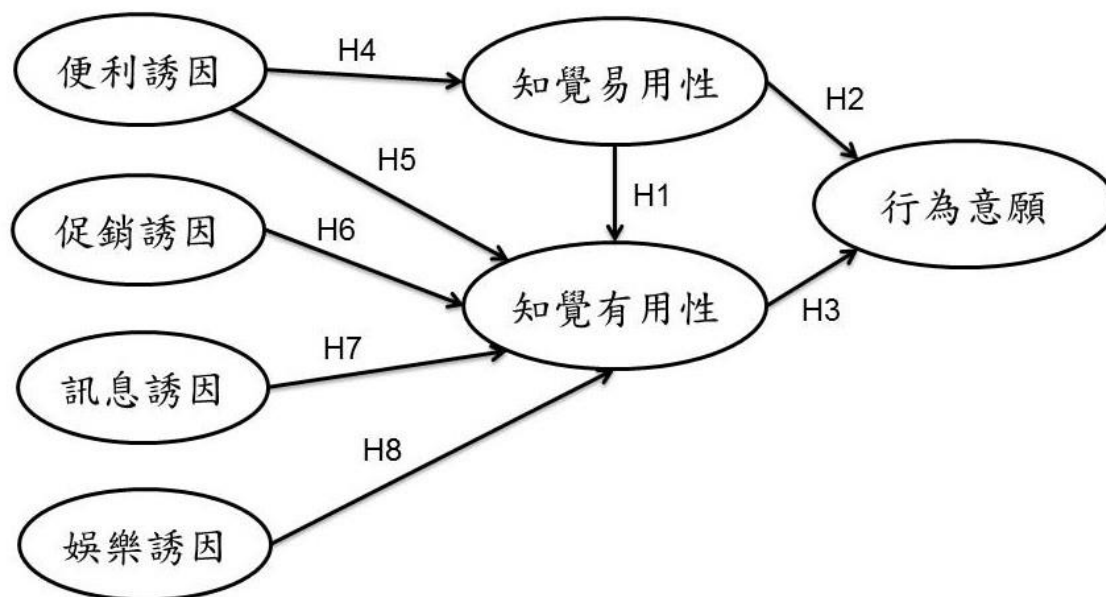 便利誘因
H4
知覺易用性
H2
H5
H1
行為意願
促銷誘因
H6
知覺有用性
H3
訊息誘因
H7
H8
娛樂誘因